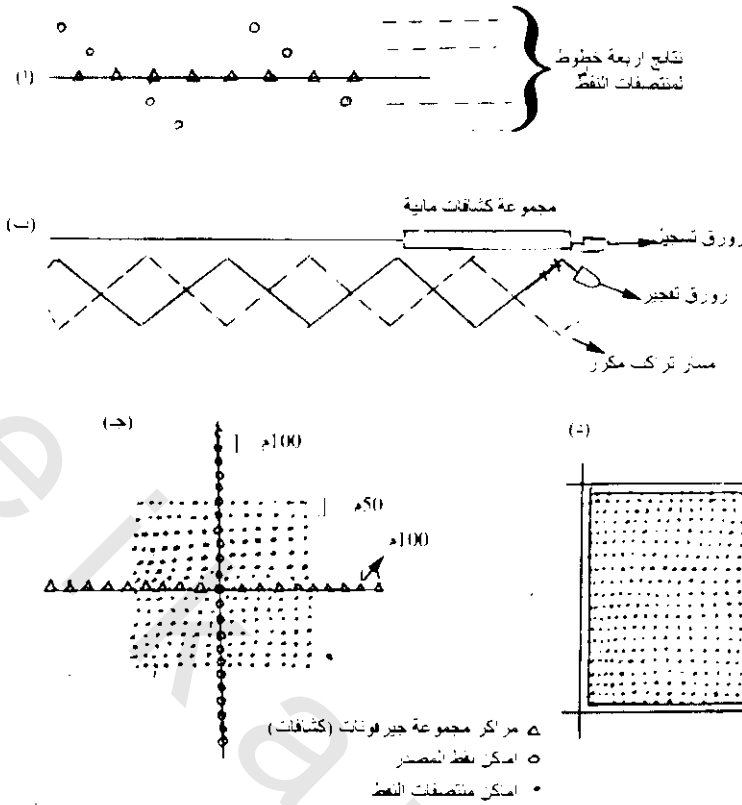 (أ)
نتائج اربعة خطوط
لمنتصفات النقط
(ب)
مجموعة كشافات مائية
زورق تسجيل
زورق تفجير
مسار تراكب مكرر
(جـ)
100م
50م
100م
(د)
مراكز مجموعة جيوفونات (كشافات)
اماكن نقط المصدر
اماكن منتصفات النقط